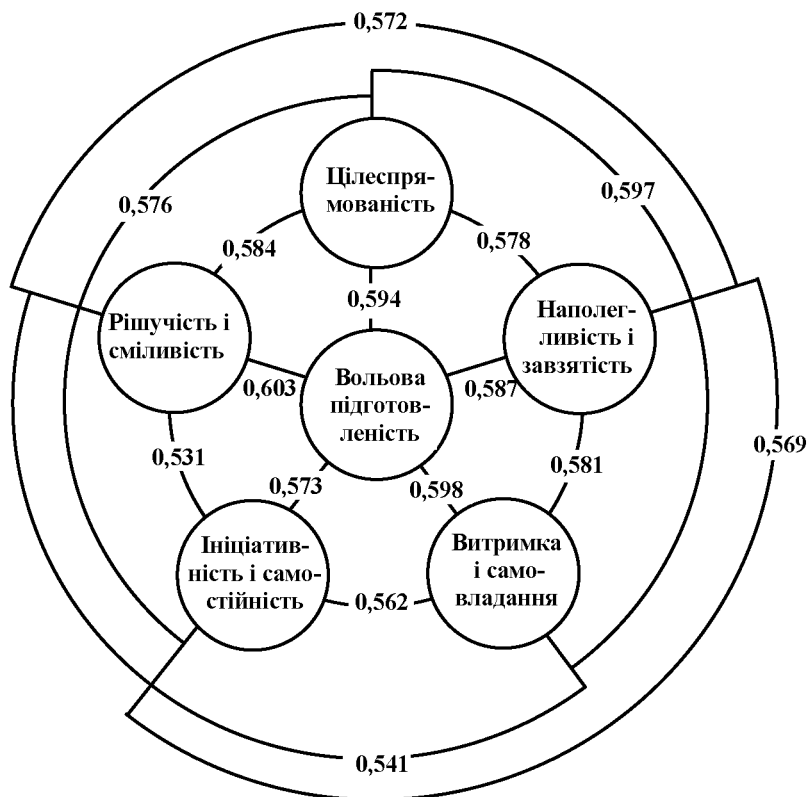 0,572
Цілеспря-
мованість
0,576
0,597
0,584
0,578
0,594
Рішучість і
сміливість
Наполег-
ливість і
завзятість
Вольова
підготов-
леність
0,603
0,587
0,531
0,581
0,569
0,573
0,598
Ініціатив-
ність і само-
стійність
Витримка
і само-
владання
0,562
0,541